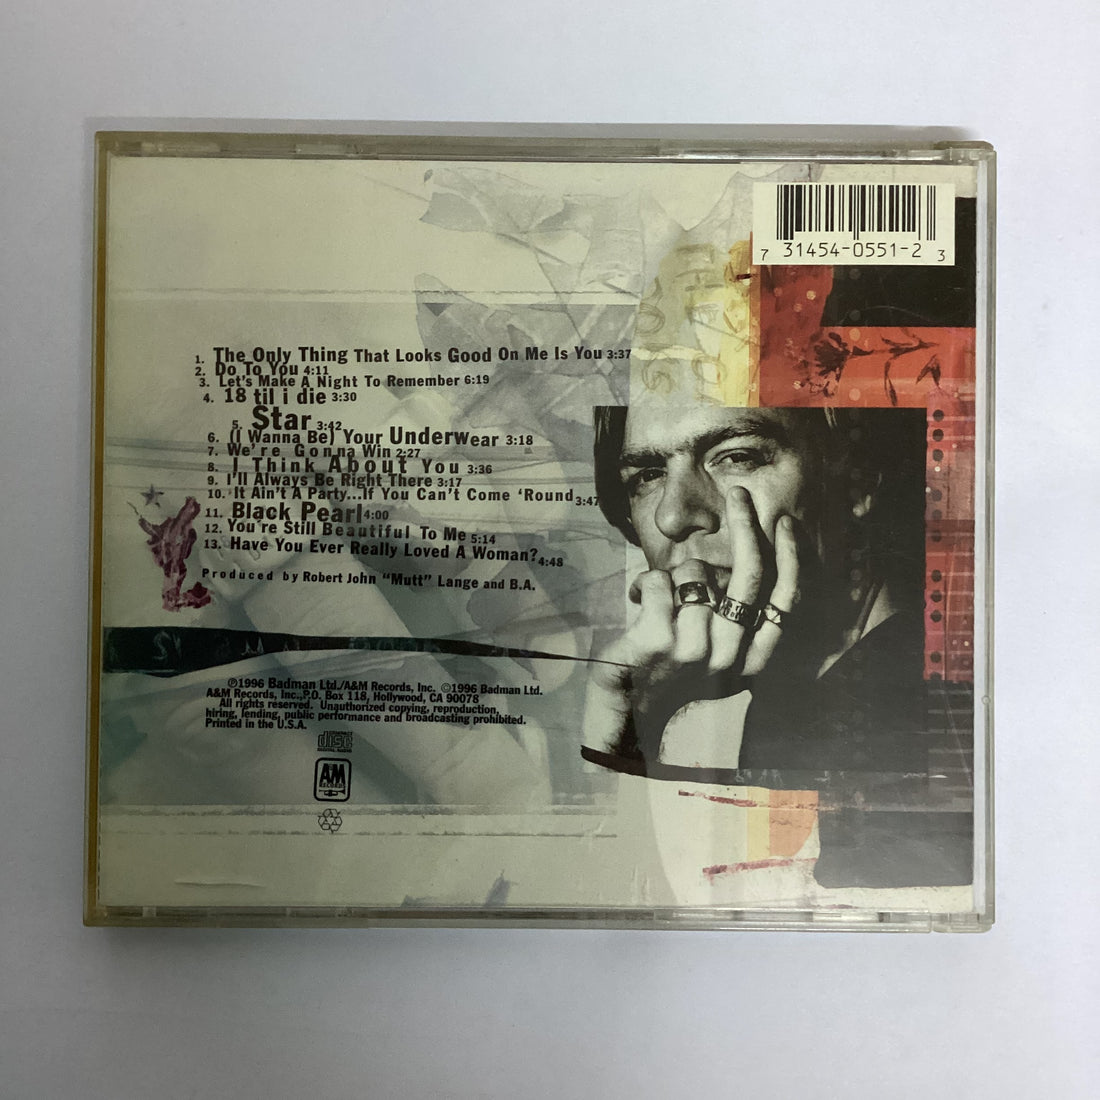 7 31454-0551-2 3
1. The Only Thing That Looks Good On Me Is You 3:37
2. Do To You 4:11
3. Let's Make A Night To Remember 6:19
4. 18 til i die 3:30
5. Star 3:42
6. (I Wanna Be) Your Underwear 3:18
7. We're Gonna Win 2:27
8. I Think About You 3:36
9. I'll Always Be Right There 3:17
10. It Ain't A Party...If You Can't Come 'Round 3:47
11. Black Pearl 4:00
12. You're Still Beautiful To Me 5:14
13. Have You Ever Really Loved A Woman? 4:48
Produced by Robert John "Mutt" Lange and B.A.
℗1996 Badman Ltd./A&M Records, Inc. ©1996 Badman Ltd.
A&M Records, Inc.,P.O. Box 118, Hollywood, CA 90078
All rights reserved. Unauthorized copying, reproduction,
hiring, lending, public performance and broadcasting prohibited.
Printed in the U.S.A.
COMPACT
disc
DIGITAL AUDIO
AM
RECORDS